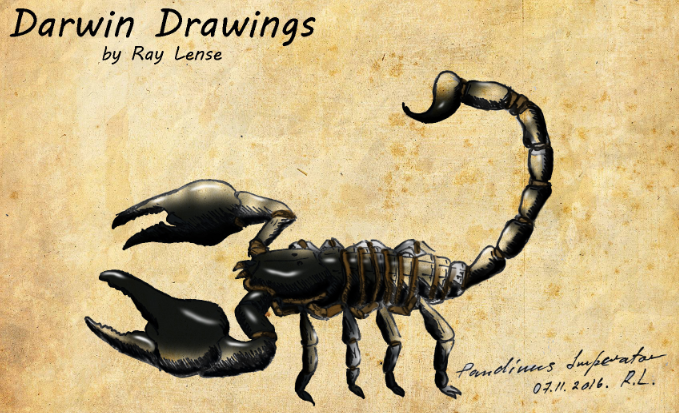 Darwin Drawings
by Ray Lense
Pandinus Imperator
07.11.2016. R.L.